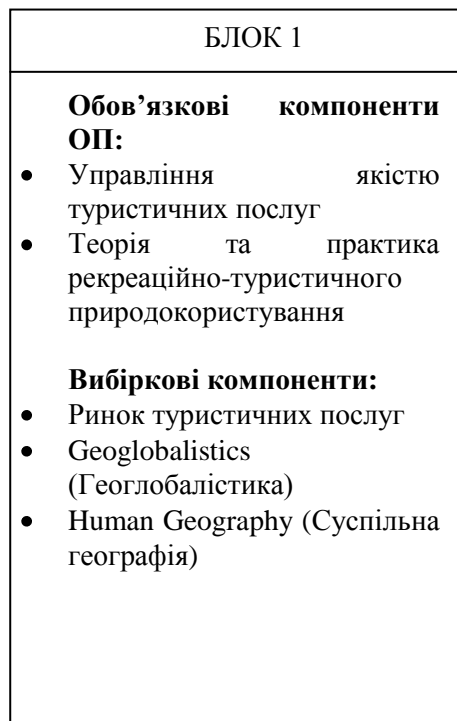 БЛОК 1
Обов’язкові компоненти
ОП:
• Управління якістю
туристичних послуг
• Теорія та практика
рекреаційно-туристичного
природокористування
Вибіркові компоненти:
• Ринок туристичних послуг
• Geoglobalistics
(Геоглобалістика)
• Human Geography (Суспільна
географія)